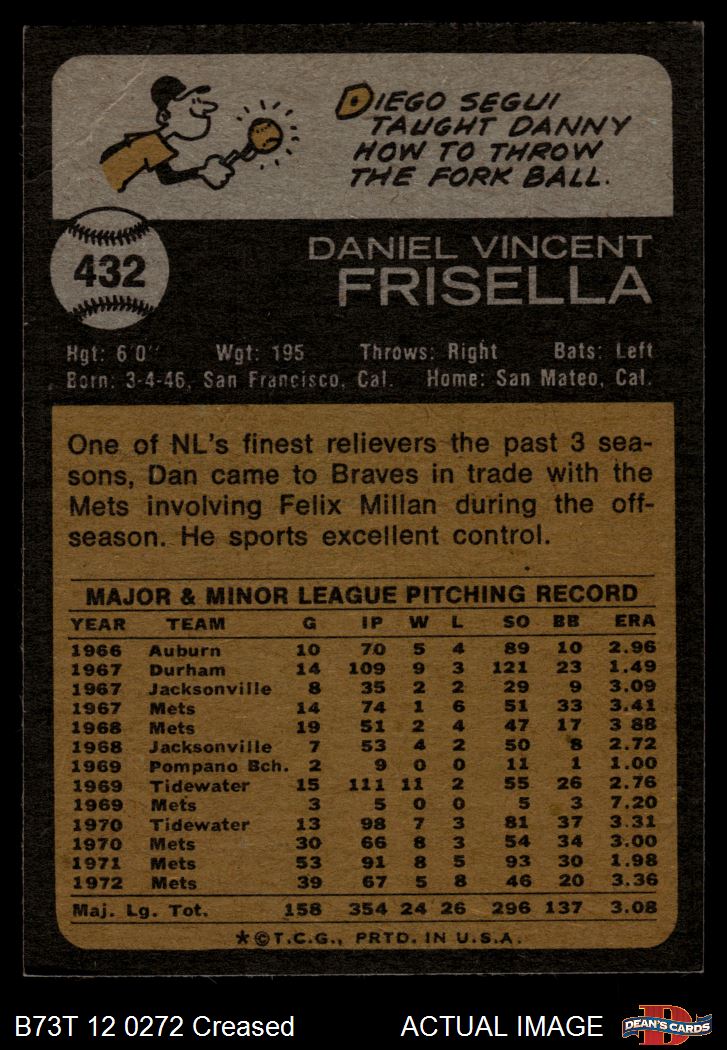 DIEGO SEGUI
TAUGHT DANNY
HOW TO THROW
THE FORK BALL.
432
DANIEL VINCENT
FRISELLA
Hgt: 6'0" Wgt: 195 Throws: Right Bats: Left
Born: 3-4-46, San Francisco, Cal. Home: San Mateo, Cal.
One of NL's finest relievers the past 3 sea-
sons, Dan came to Braves in trade with the
Mets involving Felix Millan during the off-
season. He sports excellent control.
MAJOR & MINOR LEAGUE PITCHING RECORD
YEAR TEAM G IP W L SO BB ERA
1966 Auburn 10 70 5 4 89 10 2.96
1967 Durham 14 109 9 3 121 23 1.49
1967 Jacksonville 8 35 2 2 29 9 3.09
1967 Mets 14 74 1 6 51 33 3.41
1968 Mets 19 51 2 4 47 17 3 88
1968 Jacksonville 7 53 4 2 50 8 2.72
1969 Pompano Bch. 2 9 0 0 11 1 1.00
1969 Tidewater 15 111 11 2 55 26 2.76
1969 Mets 3 5 0 0 5 3 7.20
1970 Tidewater 13 98 7 3 81 37 3.31
1970 Mets 30 66 8 3 54 34 3.00
1971 Mets 53 91 8 5 93 30 1.98
1972 Mets 39 67 5 8 46 20 3.36
Maj. Lg. Tot. 158 354 24 26 296 137 3.08
*©T.C.G., PRTD. IN U.S.A.
B73T 12 0272 Creased ACTUAL IMAGE
D
DEAN'S CARDS